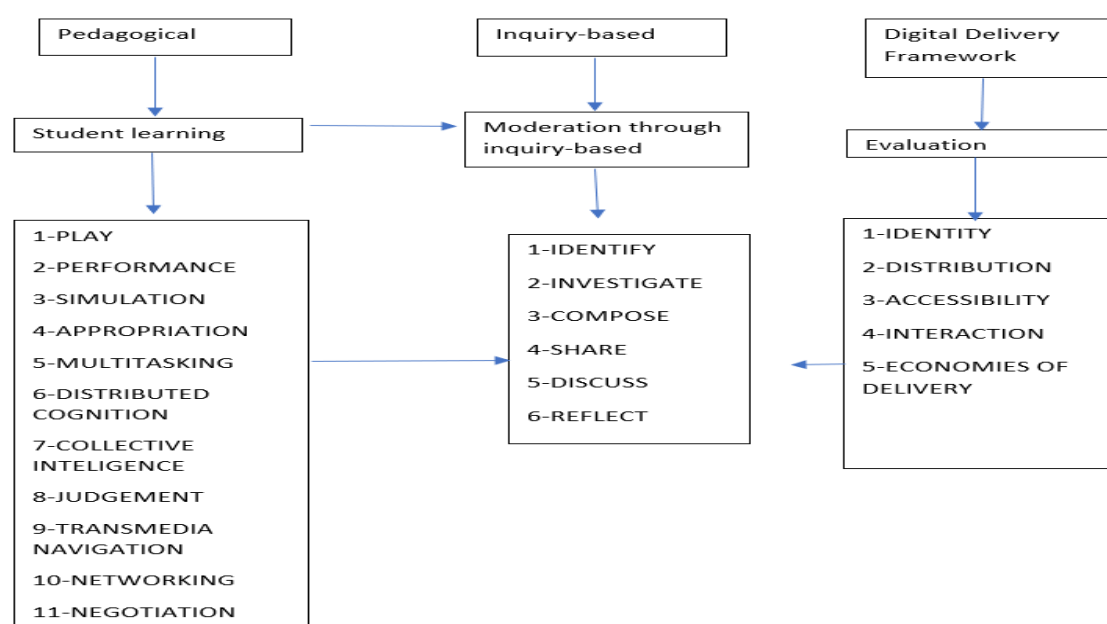 Pedagogical
Student learning
1-PLAY
2-PERFORMANCE
3-SIMULATION
4-APPROPRIATION
5-MULTITASKING
6-DISTRIBUTED
COGNITION
7-COLLECTIVE
INTELIGENCE
8-JUDGEMENT
9-TRANSMEDIA
NAVIGATION
10-NETWORKING
11-NEGOTIATION
Inquiry-based
Moderation through
inquiry-based
1-IDENTIFY
2-INVESTIGATE
3-COMPOSE
4-SHARE
5-DISCUSS
6-REFLECT
Digital Delivery
Framework
Evaluation
1-IDENTITY
2-DISTRIBUTION
3-ACCESSIBILITY
4-INTERACTION
5-ECONOMIES OF
DELIVERY